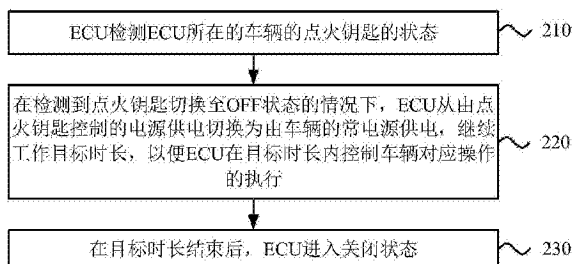 ECU检测ECU所在的车辆的点火钥匙的状态
210
在检测到点火钥匙切换至OFF状态的情况下，ECU从由点
火钥匙控制的电源供电切换为由车辆的常电源供电，继续
工作目标时长，以便ECU在目标时长内控制车辆对应操作
的执行
220
在目标时长结束后，ECU进入关闭状态
230